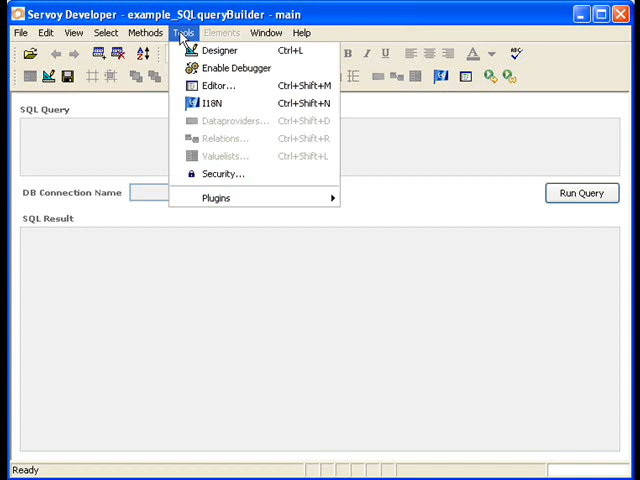 Servoy Developer - example_SQLqueryBuilder - main
File Edit View Select Methods Tools Elements Window Help
Designer Ctrl+L
Enable Debugger
Editor... Ctrl+Shift+M
I18N Ctrl+Shift+N
Dataproviders... Ctrl+Shift+D
Relations... Ctrl+Shift+R
Valuelists... Ctrl+Shift+L
Security...
Plugins
SQL Query
DB Connection Name
Run Query
SQL Result
Ready